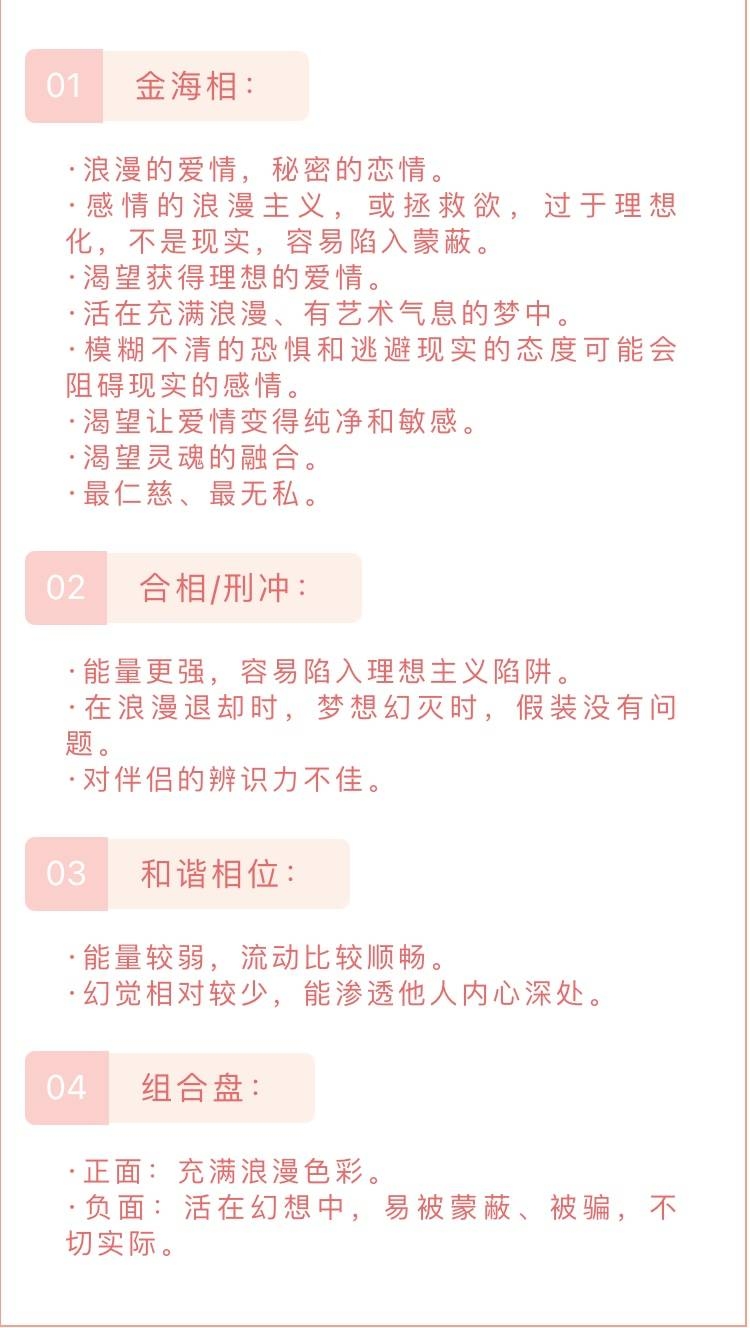 01 金海相：
·浪漫的爱情，秘密的恋情。
·感情的浪漫主义，或拯救欲，过于理想
化，不是现实，容易陷入蒙蔽。
·渴望获得理想的爱情。
·活在充满浪漫、有艺术气息的梦中。
·模糊不清的恐惧和逃避现实的态度可能会
阻碍现实的感情。
·渴望让爱情变得纯净和敏感。
·渴望灵魂的融合。
·最仁慈、最无私。
02 合相/刑冲：
·能量更强，容易陷入理想主义陷阱。
·在浪漫退却时，梦想幻灭时，假装没有问
题。
·对伴侣的辨识力不佳。
03 和谐相位：
·能量较弱，流动比较顺畅。
·幻觉相对较少，能渗透他人内心深处。
04 组合盘：
·正面：充满浪漫色彩。
·负面：活在幻想中，易被蒙蔽、被骗，不
切实际。